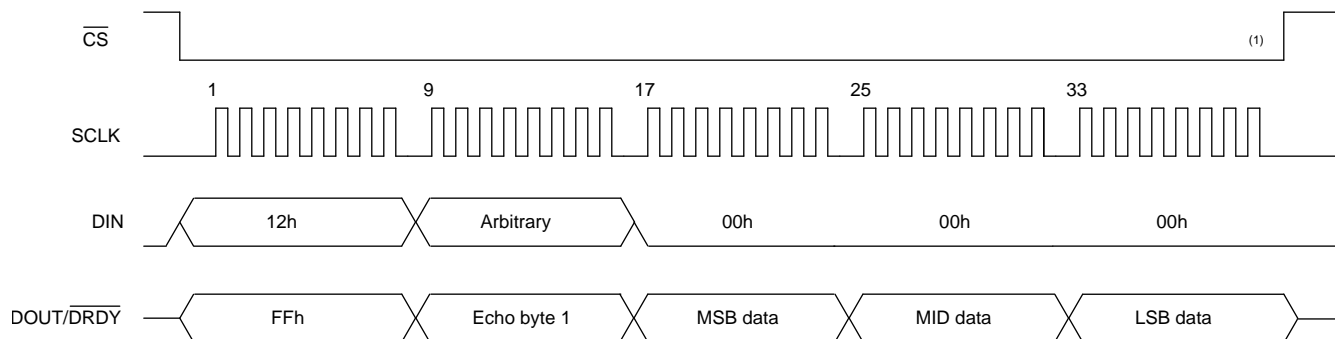 CS
(1)
1 9 17 25 33
SCLK
DIN 12h Arbitrary 00h 00h 00h
DOUT/DRDY FFh Echo byte 1 MSB data MID data LSB data